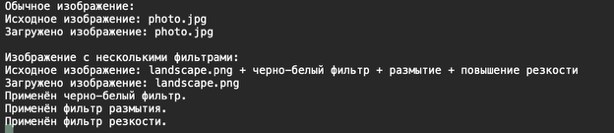 Обычное изображение:
Исходное изображение: photo.jpg
Загружено изображение: photo.jpg

Изображение с несколькими фильтрами:
Исходное изображение: landscape.png + черно-белый фильтр + размытие + повышение резкости
Загружено изображение: landscape.png
Применён черно-белый фильтр.
Применён фильтр размытия.
Применён фильтр резкости.